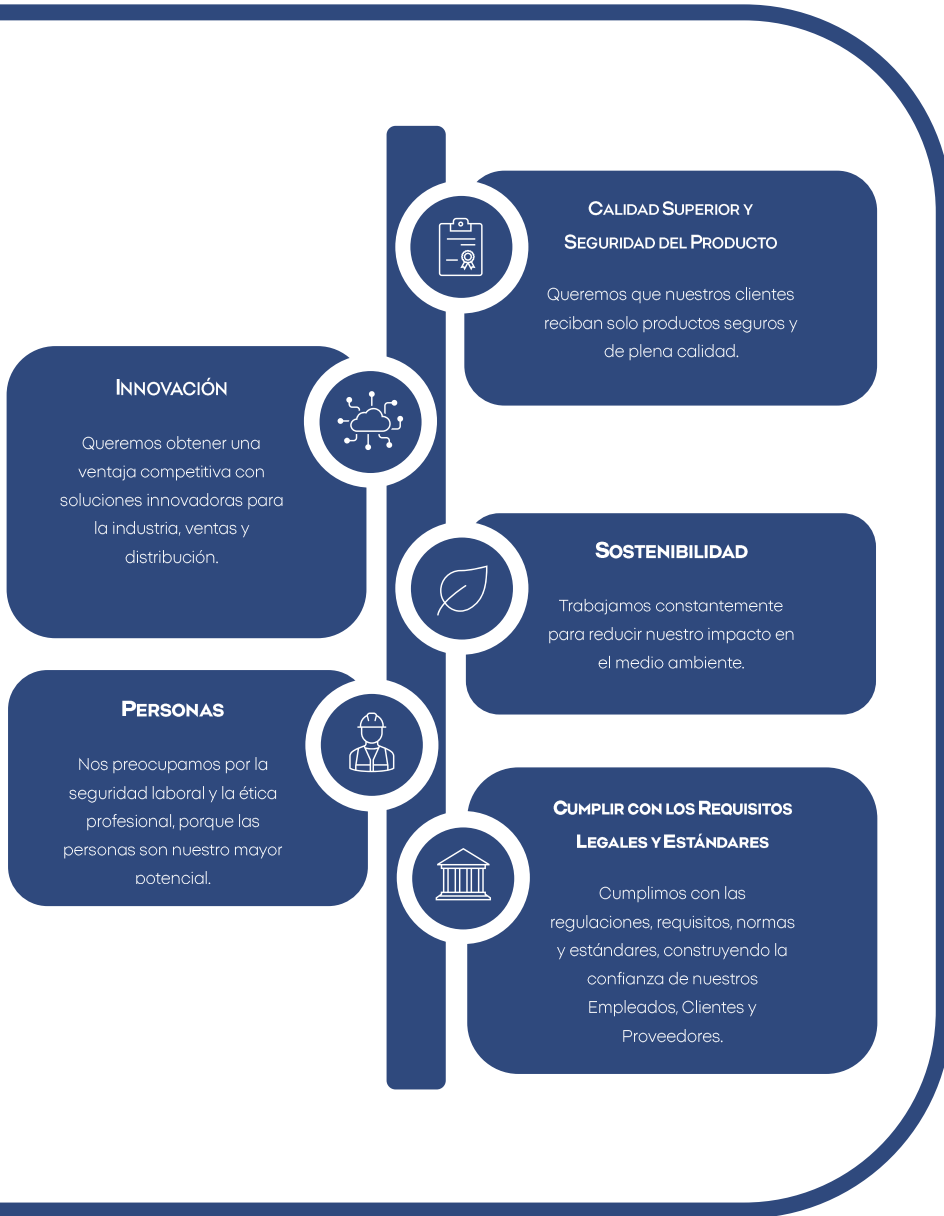 Calidad Superior y
Seguridad del Producto
Queremos que nuestros clientes
reciban solo productos seguros y
de plena calidad.
Innovación
Queremos obtener una
ventaja competitiva con
soluciones innovadoras para
la industria, ventas y
distribución.
Sostenibilidad
Trabajamos constantemente
para reducir nuestro impacto en
el medio ambiente.
Personas
Nos preocupamos por la
seguridad laboral y la ética
profesional, porque las
personas son nuestro mayor
potencial.
Cumplir con los Requisitos
Legales y Estándares
Cumplimos con las
regulaciones, requisitos, normas
y estándares, construyendo la
confianza de nuestros
Empleados, Clientes y
Proveedores.